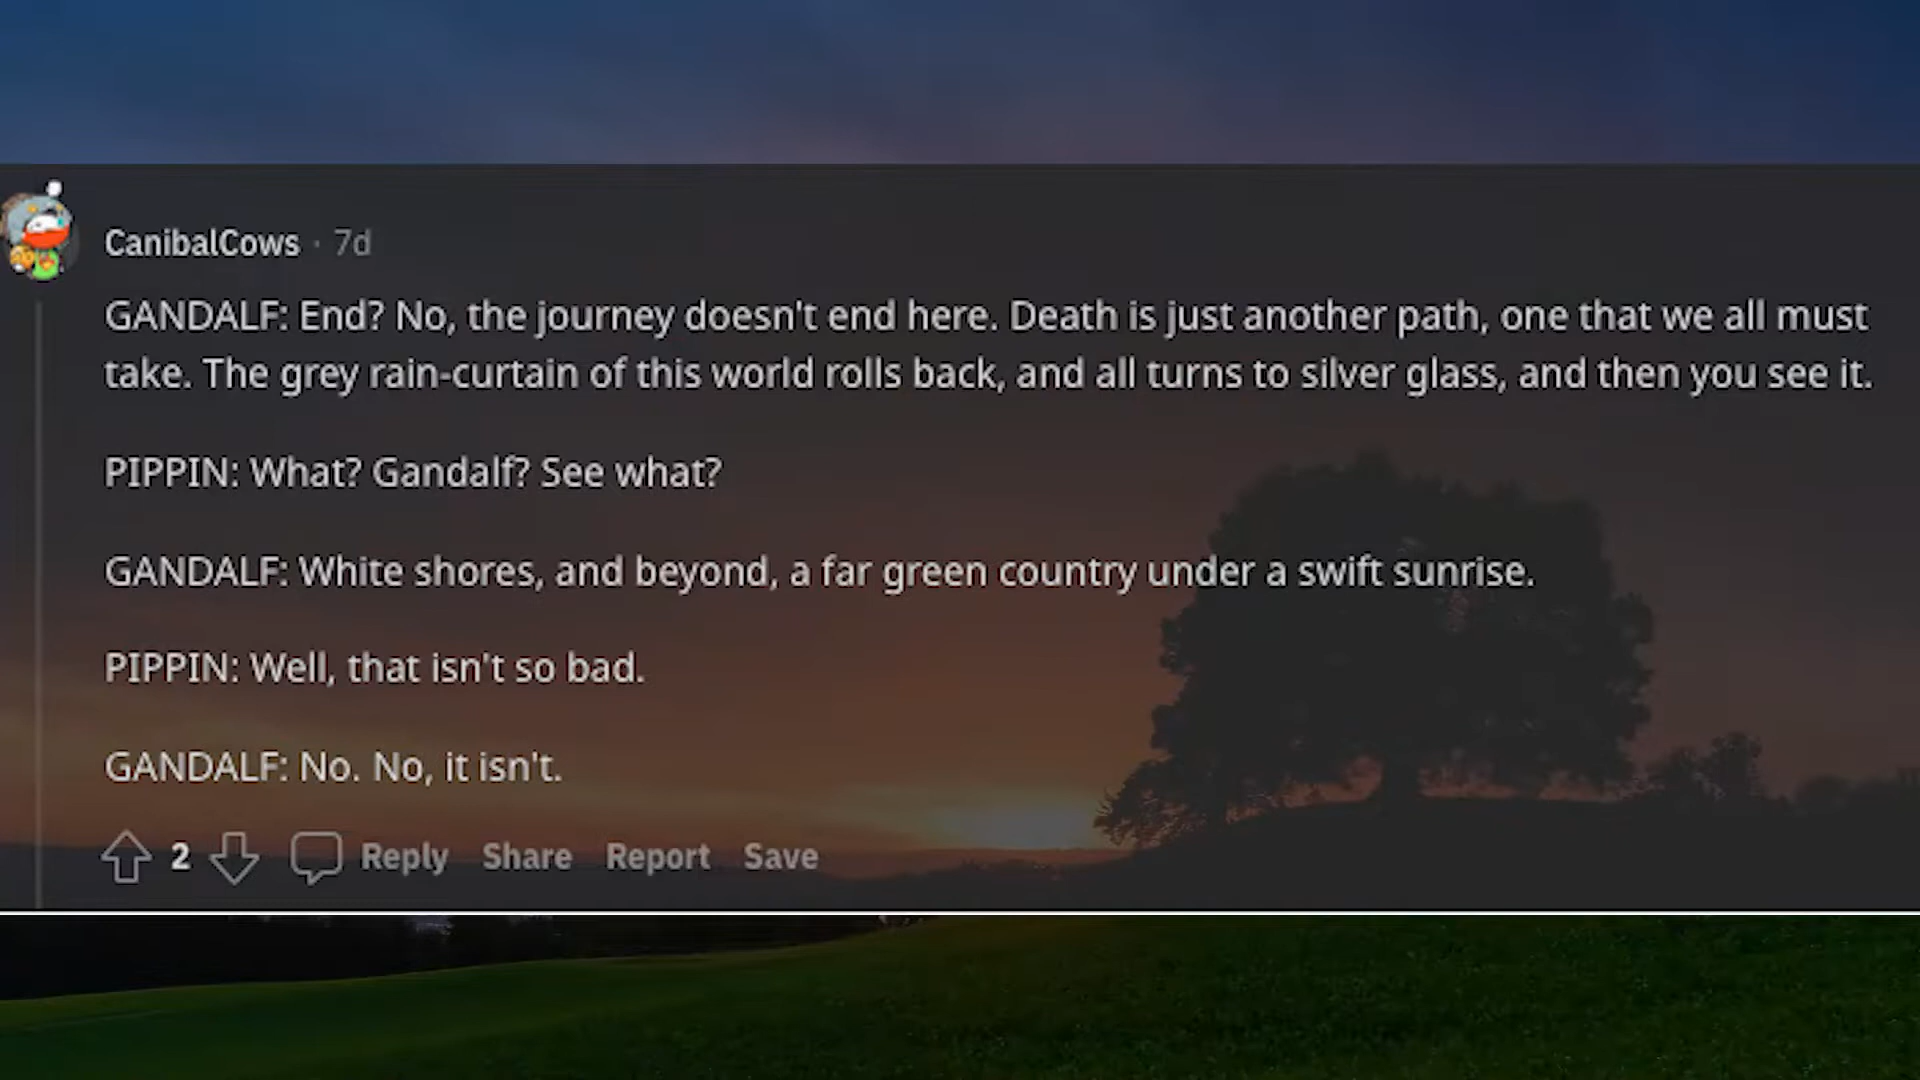 CanibalCows · 7d
GANDALF: End? No, the journey doesn't end here. Death is just another path, one that we all must
take. The grey rain-curtain of this world rolls back, and all turns to silver glass, and then you see it.
PIPPIN: What? Gandalf? See what?
GANDALF: White shores, and beyond, a far green country under a swift sunrise.
PIPPIN: Well, that isn't so bad.
GANDALF: No. No, it isn't.
2 Reply Share Report Save